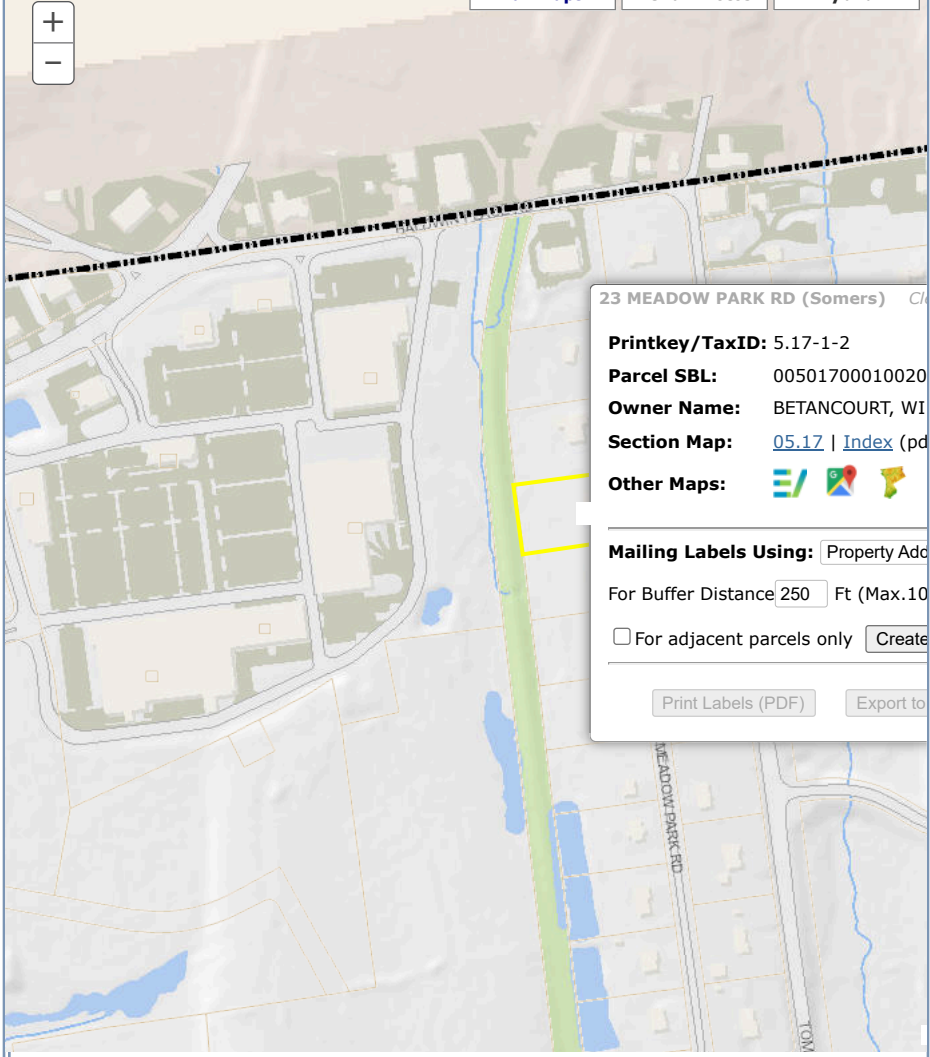 +
−
23 MEADOW PARK RD (Somers) Cl
Printkey/TaxID: 5.17-1-2
Parcel SBL: 00501700010020
Owner Name: BETANCOURT, WI
Section Map: 05.17 | Index (pd
Other Maps:
Mailing Labels Using: Property Add
For Buffer Distance 250 Ft (Max.10
For adjacent parcels only Create
Print Labels (PDF) Export to
MEADOW PARK RD
TOM